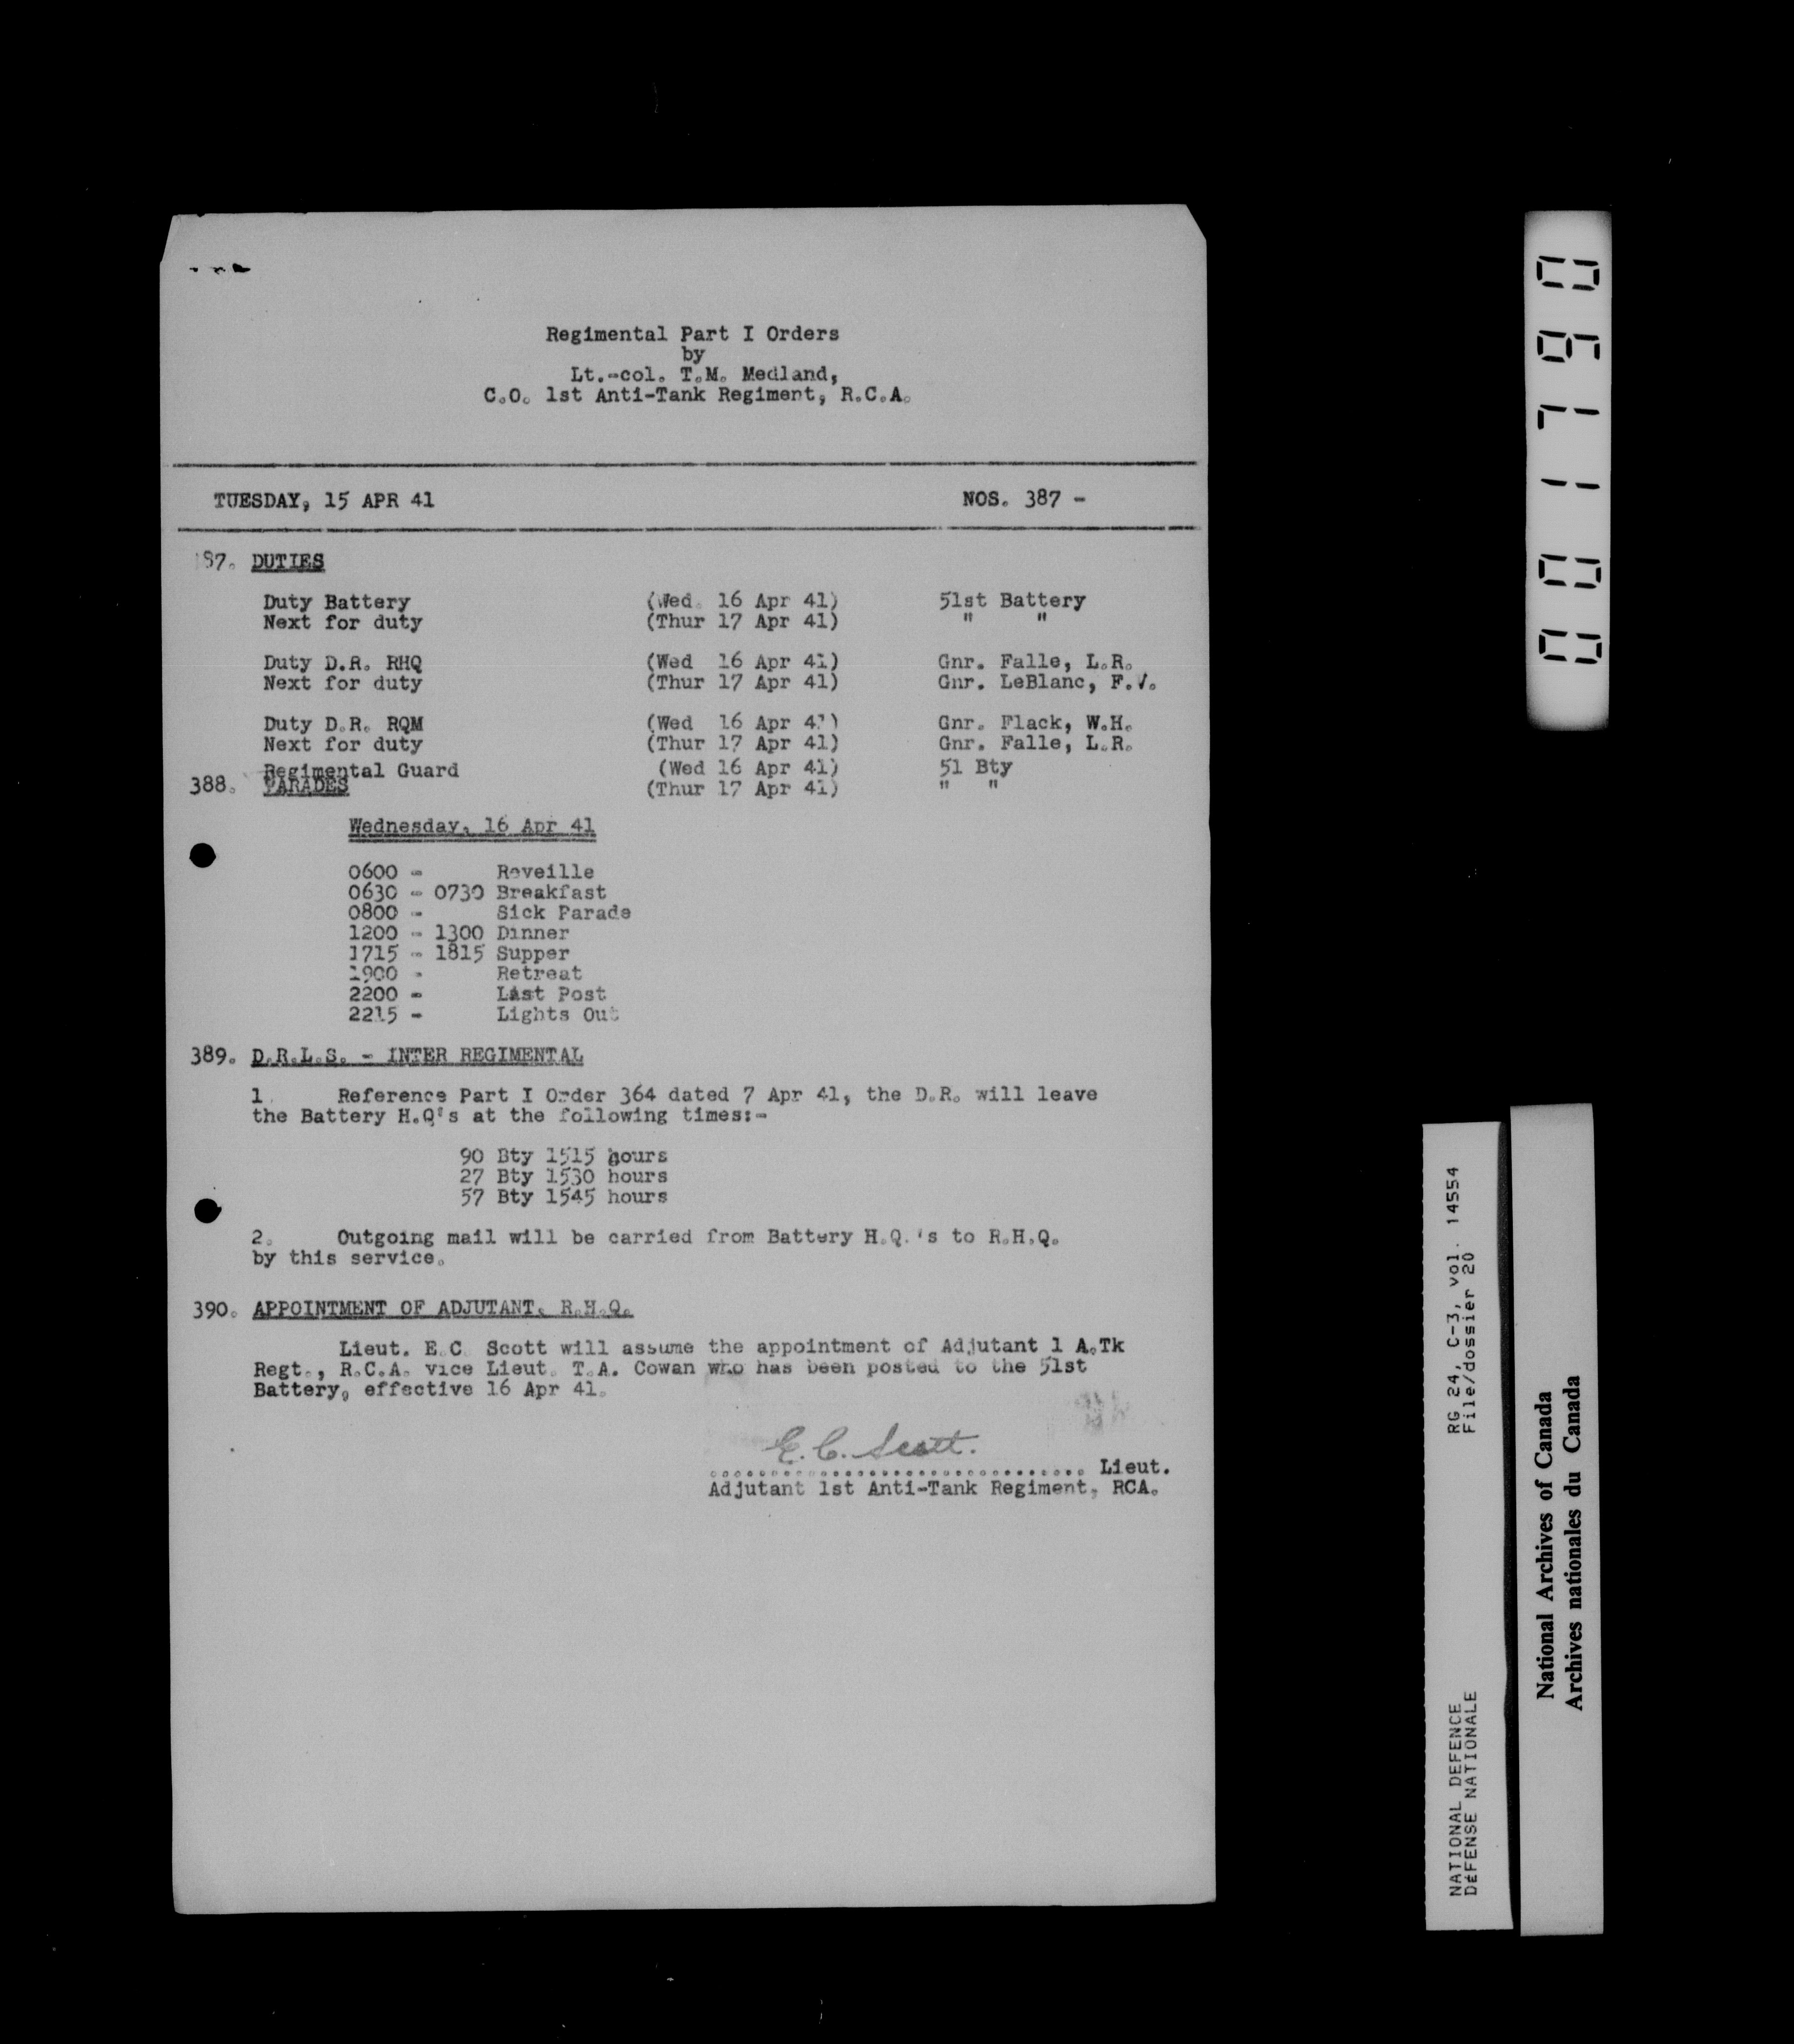 Regimental Part I Orders
by
Lt.-col. T.M. Medland,
C.O. 1st Anti-Tank Regiment, R.C.A.
TUESDAY, 15 APR 41 NOS. 387 -
87. DUTIES
Duty Battery (Wed. 16 Apr 41) 51st Battery
Next for duty (Thur 17 Apr 41) " "
Duty D.R. RHQ (Wed 16 Apr 41) Gnr. Falle, L.R.
Next for duty (Thur 17 Apr 41) Gnr. LeBlanc, F.V.
Duty D.R. RQM (Wed 16 Apr 41) Gnr. Flack, W.H.
Next for duty (Thur 17 Apr 41) Gnr. Falle, L.R.
Regimental Guard (Wed 16 Apr 41) 51 Bty
388. PARADES (Thur 17 Apr 41) " "
Wednesday, 16 Apr 41
0600 - Reveille
0630 - 0730 Breakfast
0800 - Sick Parade
1200 - 1300 Dinner
1715 - 1815 Supper
1900 - Retreat
2200 - Last Post
2215 - Lights Out
389. D.R.L.S. - INTER REGIMENTAL
1. Reference Part I Order 364 dated 7 Apr 41, the D.R. will leave
the Battery H.Q's at the following times:-
90 Bty 1515 hours
27 Bty 1530 hours
57 Bty 1545 hours
2. Outgoing mail will be carried from Battery H.Q.'s to R.H.Q.
by this service.
390. APPOINTMENT OF ADJUTANT. R.H.Q.
Lieut. E.C. Scott will assume the appointment of Adjutant 1 A.Tk
Regt., R.C.A. vice Lieut. T.A. Cowan who has been posted to the 51st
Battery, effective 16 Apr 41.
E. C. Scott.
.............................. Lieut.
Adjutant 1st Anti-Tank Regiment, RCA.
001760
NATIONAL DEFENCE RG 24, C-3, vol. 14554
DÉFENSE NATIONALE File/dossier 20
National Archives of Canada
Archives nationales du Canada